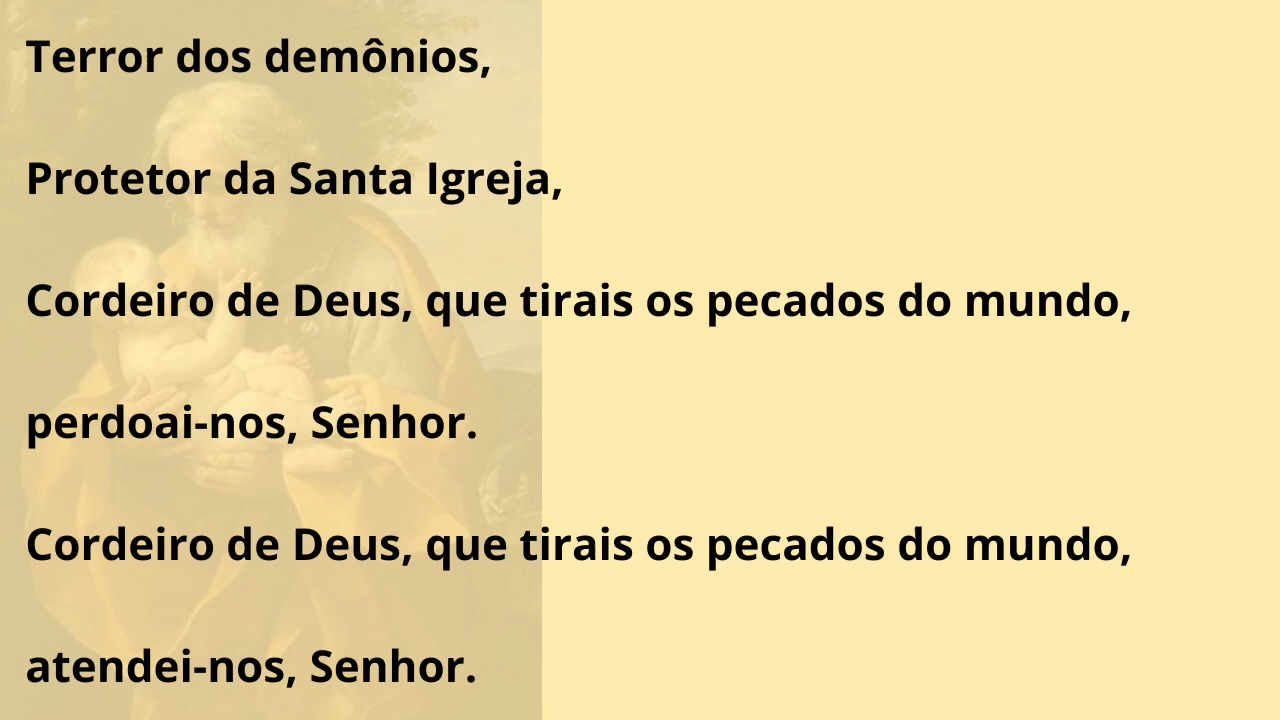 Terror dos demônios,
Protetor da Santa Igreja,
Cordeiro de Deus, que tirais os pecados do mundo,
perdoai-nos, Senhor.
Cordeiro de Deus, que tirais os pecados do mundo,
atendei-nos, Senhor.